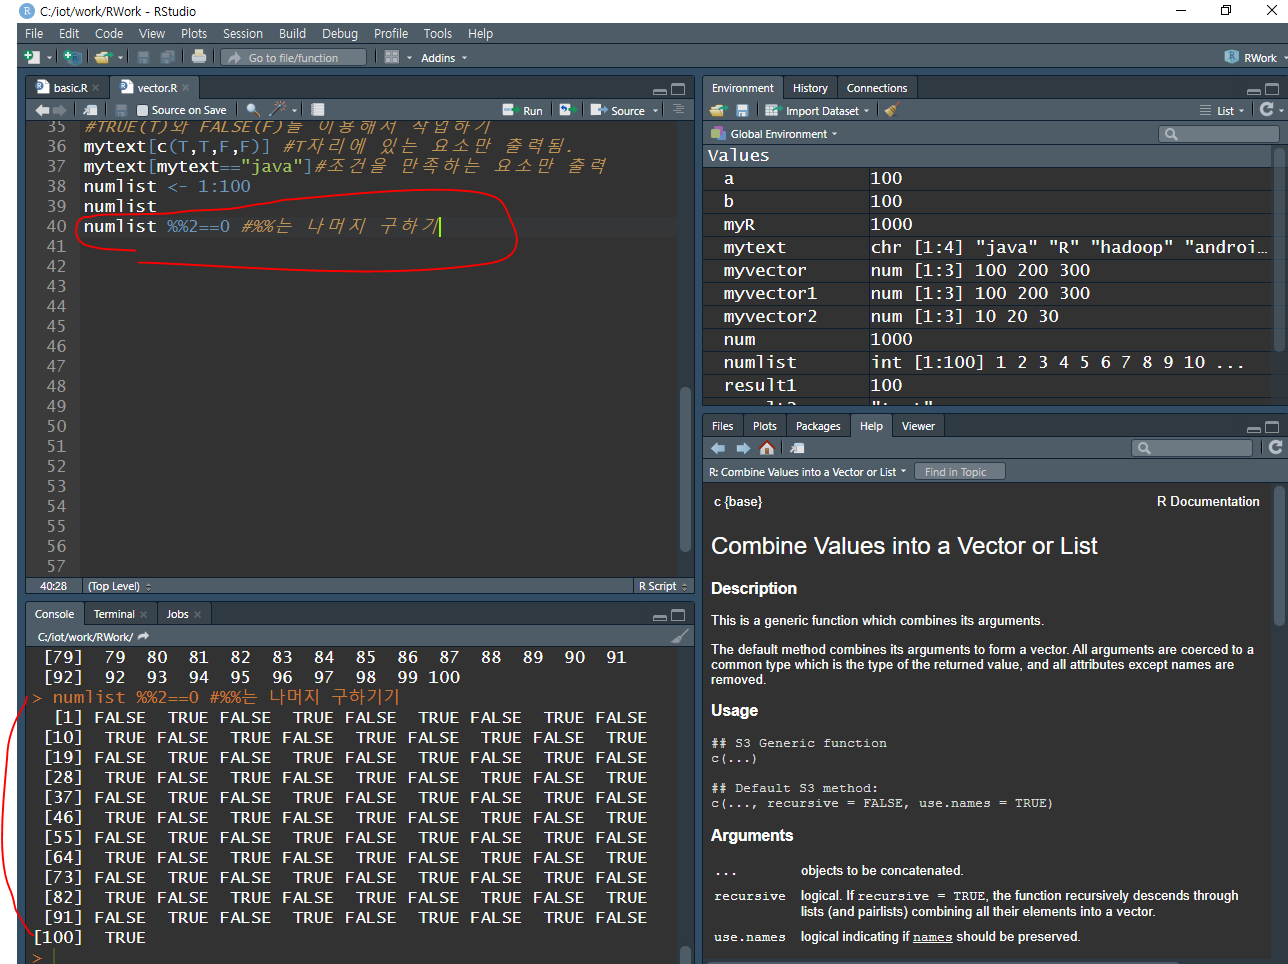 C:/iot/work/RWork - RStudio
File Edit Code View Plots Session Build Debug Profile Tools Help
Go to file/function Addins RWork
basic.R vector.R
Source on Save Run Source
35 #TRUE(T)와 FALSE(F)를 이용해서 작업하기
36 mytext[c(T,T,F,F)] #T자리에 있는 요소만 출력됨.
37 mytext[mytext=="java"]#조건을 만족하는 요소만 출력
38 numlist <- 1:100
39 numlist
40 numlist %%2==0 #%%는 나머지 구하기
41
42
43
44
45
46
47
48
49
50
51
52
53
54
55
56
57
40:28 (Top Level) R Script
Console Terminal Jobs
C:/iot/work/RWork/
[79] 79 80 81 82 83 84 85 86 87 88 89 90 91
[92] 92 93 94 95 96 97 98 99 100
> numlist %%2==0 #%%는 나머지 구하기기
[1] FALSE TRUE FALSE TRUE FALSE TRUE FALSE TRUE FALSE
[10] TRUE FALSE TRUE FALSE TRUE FALSE TRUE FALSE TRUE
[19] FALSE TRUE FALSE TRUE FALSE TRUE FALSE TRUE FALSE
[28] TRUE FALSE TRUE FALSE TRUE FALSE TRUE FALSE TRUE
[37] FALSE TRUE FALSE TRUE FALSE TRUE FALSE TRUE FALSE
[46] TRUE FALSE TRUE FALSE TRUE FALSE TRUE FALSE TRUE
[55] FALSE TRUE FALSE TRUE FALSE TRUE FALSE TRUE FALSE
[64] TRUE FALSE TRUE FALSE TRUE FALSE TRUE FALSE TRUE
[73] FALSE TRUE FALSE TRUE FALSE TRUE FALSE TRUE FALSE
[82] TRUE FALSE TRUE FALSE TRUE FALSE TRUE FALSE TRUE
[91] FALSE TRUE FALSE TRUE FALSE TRUE FALSE TRUE FALSE
[100] TRUE
>
Environment History Connections
Import Dataset List
Global Environment
Values
a 100
b 100
myR 1000
mytext chr [1:4] "java" "R" "hadoop" "androi…
myvector num [1:3] 100 200 300
myvector1 num [1:3] 100 200 300
myvector2 num [1:3] 10 20 30
num 1000
numlist int [1:100] 1 2 3 4 5 6 7 8 9 10 ...
result1 100
Files Plots Packages Help Viewer
R: Combine Values into a Vector or List Find in Topic
c {base} R Documentation
Combine Values into a Vector or List
Description
This is a generic function which combines its arguments.
The default method combines its arguments to form a vector. All arguments are coerced to a
common type which is the type of the returned value, and all attributes except names are
removed.
Usage
## S3 Generic function
c(...)
## Default S3 method:
c(..., recursive = FALSE, use.names = TRUE)
Arguments
... objects to be concatenated.
recursive logical. If recursive = TRUE, the function recursively descends through
lists (and pairlists) combining all their elements into a vector.
use.names logical indicating if names should be preserved.